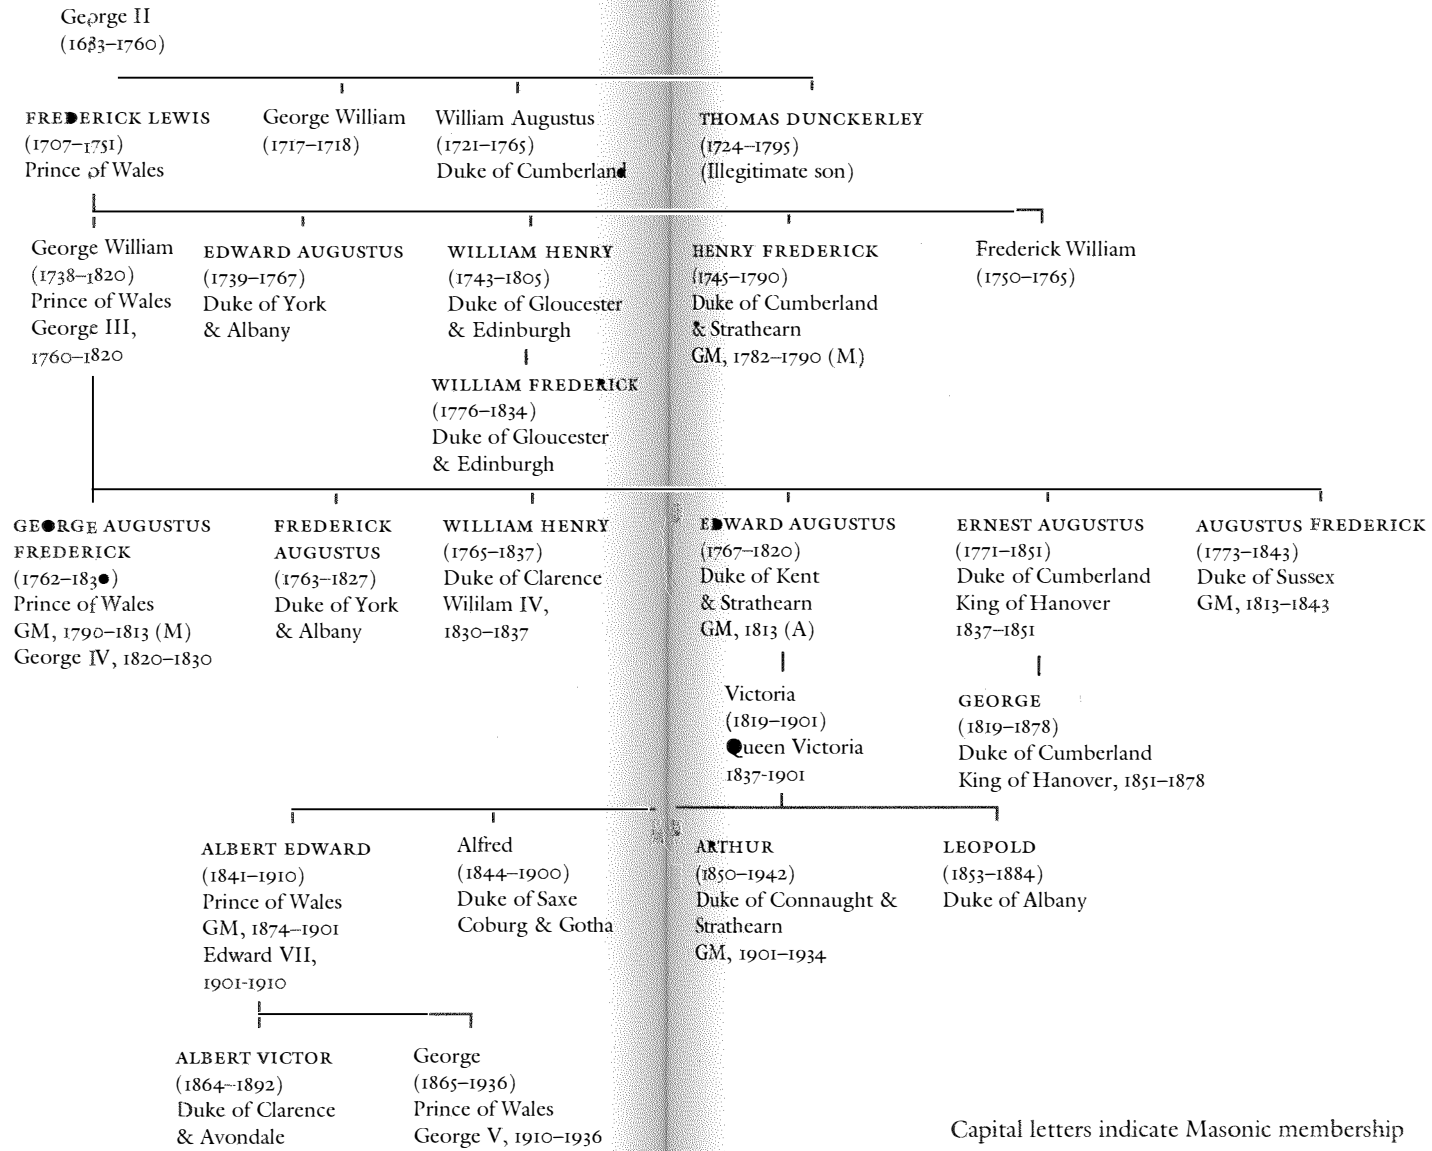 George II
(1683–1760)
FREDERICK LEWIS
(1707–1751)
Prince of Wales
George William
(1717–1718)
William Augustus
(1721–1765)
Duke of Cumberland
THOMAS DUNCKERLEY
(1724–1795)
(Illegitimate son)
George William
(1738–1820)
Prince of Wales
George III,
1760–1820
EDWARD AUGUSTUS
(1739–1767)
Duke of York
& Albany
WILLIAM HENRY
(1743–1805)
Duke of Gloucester
& Edinburgh
HENRY FREDERICK
(1745–1790)
Duke of Cumberland
& Strathearn
GM, 1782–1790 (M)
Frederick William
(1750–1765)
WILLIAM FREDERICK
(1776–1834)
Duke of Gloucester
& Edinburgh
GEORGE AUGUSTUS
FREDERICK
(1762–1830)
Prince of Wales
GM, 1790–1813 (M)
George IV, 1820–1830
FREDERICK
AUGUSTUS
(1763–1827)
Duke of York
& Albany
WILLIAM HENRY
(1765–1837)
Duke of Clarence
Wililam IV,
1830–1837
EDWARD AUGUSTUS
(1767–1820)
Duke of Kent
& Strathearn
GM, 1813 (A)
ERNEST AUGUSTUS
(1771–1851)
Duke of Cumberland
King of Hanover
1837–1851
AUGUSTUS FREDERICK
(1773–1843)
Duke of Sussex
GM, 1813–1843
Victoria
(1819–1901)
Queen Victoria
1837-1901
GEORGE
(1819–1878)
Duke of Cumberland
King of Hanover, 1851–1878
ALBERT EDWARD
(1841–1910)
Prince of Wales
GM, 1874–1901
Edward VII,
1901-1910
Alfred
(1844–1900)
Duke of Saxe
Coburg & Gotha
ARTHUR
(1850–1942)
Duke of Connaught &
Strathearn
GM, 1901–1934
LEOPOLD
(1853–1884)
Duke of Albany
ALBERT VICTOR
(1864–1892)
Duke of Clarence
& Avondale
George
(1865–1936)
Prince of Wales
George V, 1910–1936
Capital letters indicate Masonic membership